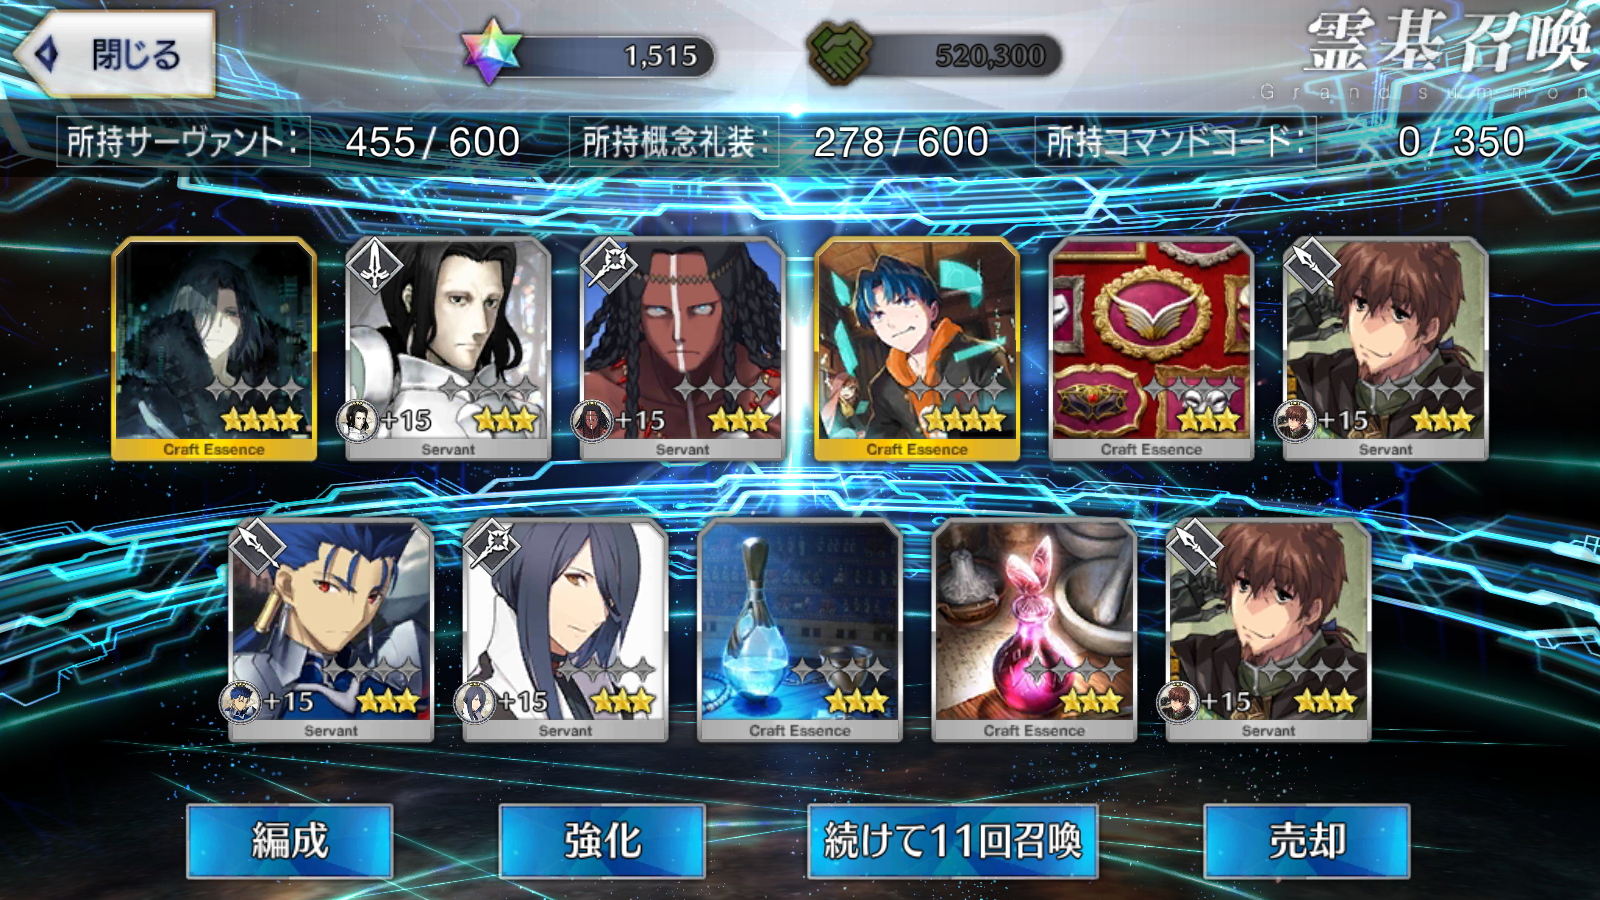 閉じる
1,515
520,300
霊基召喚
Grand summon
所持サーヴァント: 455 / 600
所持概念礼装: 278 / 600
所持コマンドコード: 0 / 350
+15
+15
+15
Craft Essence
Servant
Servant
Craft Essence
Craft Essence
Servant
+15
+15
+15
Servant
Servant
Craft Essence
Craft Essence
Servant
編成
強化
続けて11回召喚
売却